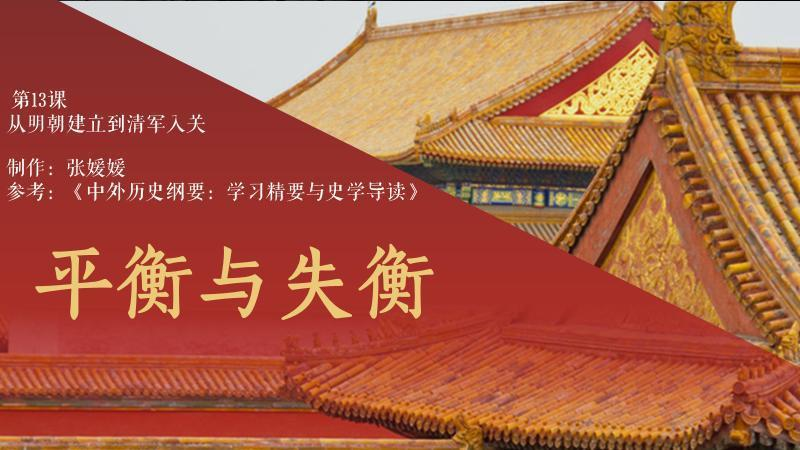 第13课
从明朝建立到清军入关
制作：张媛媛
参考：《中外历史纲要：学习精要与史学导读》
平衡与失衡